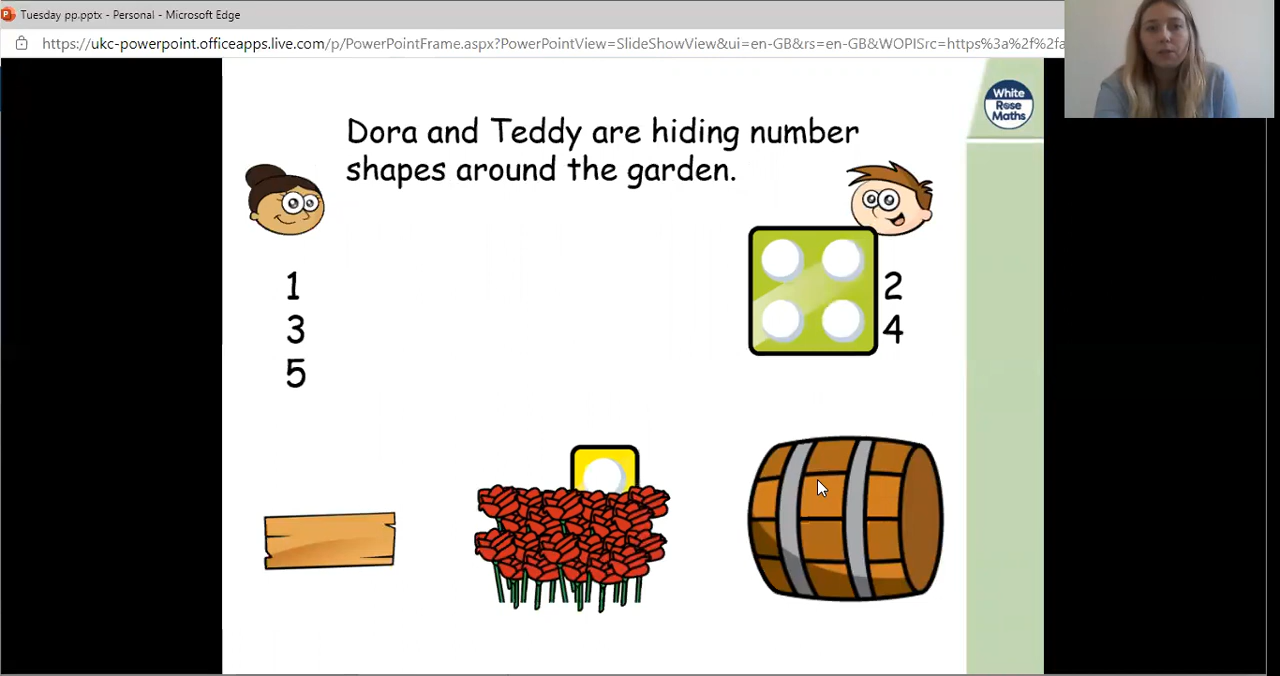 Tuesday pp.pptx - Personal - Microsoft Edge
https://ukc-powerpoint.officeapps.live.com/p/PowerPointFrame.aspx?PowerPointView=SlideShowView&ui=en-GB&rs=en-GB&WOPISrc=https%3a%2f%2fa
White
Rose
Maths
Dora and Teddy are hiding number
shapes around the garden.
1
3
5
2
4